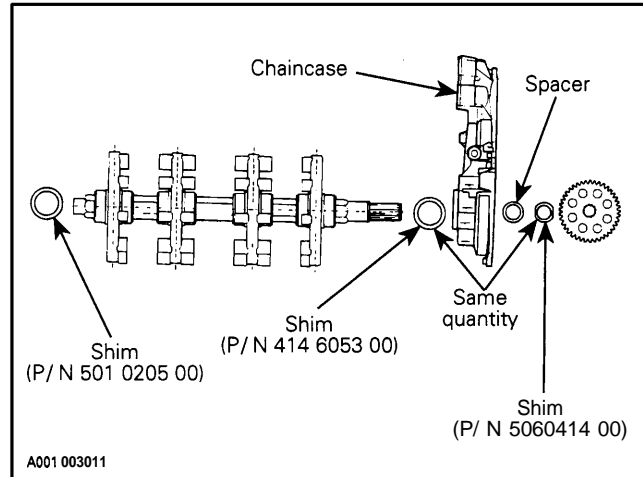 Chaincase
Spacer
Same
quantity
Shim
(P/ N 501 0205 00)
Shim
(P/ N 414 6053 00)
Shim
(P/ N 5060414 00)
A001 003011